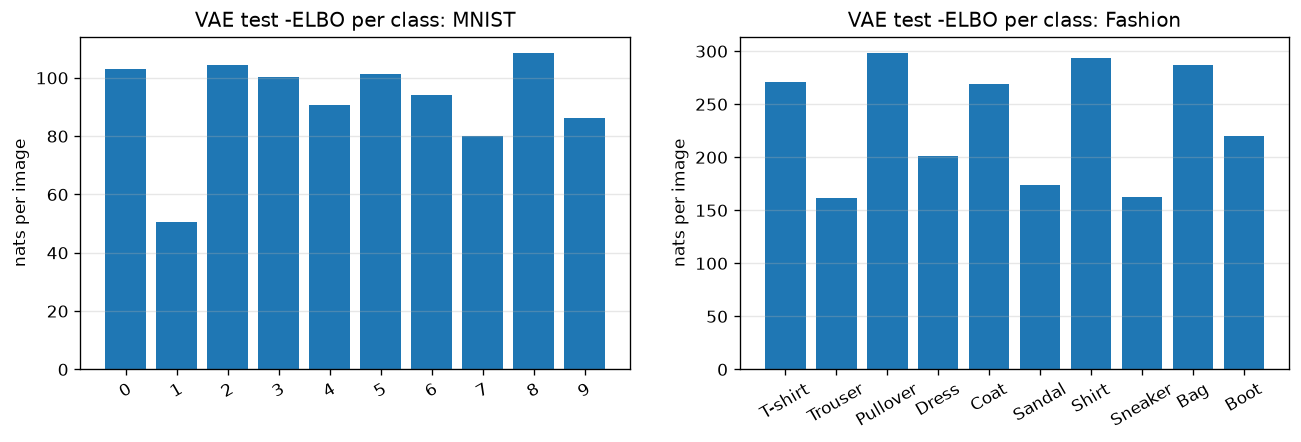 VAE test -ELBO per class: MNIST
nats per image
100
80
60
40
20
0
0 1 2 3 4 5 6 7 8 9
VAE test -ELBO per class: Fashion
nats per image
300
250
200
150
100
50
0
T-shirt Trouser Pullover Dress Coat Sandal Shirt Sneaker Bag Boot